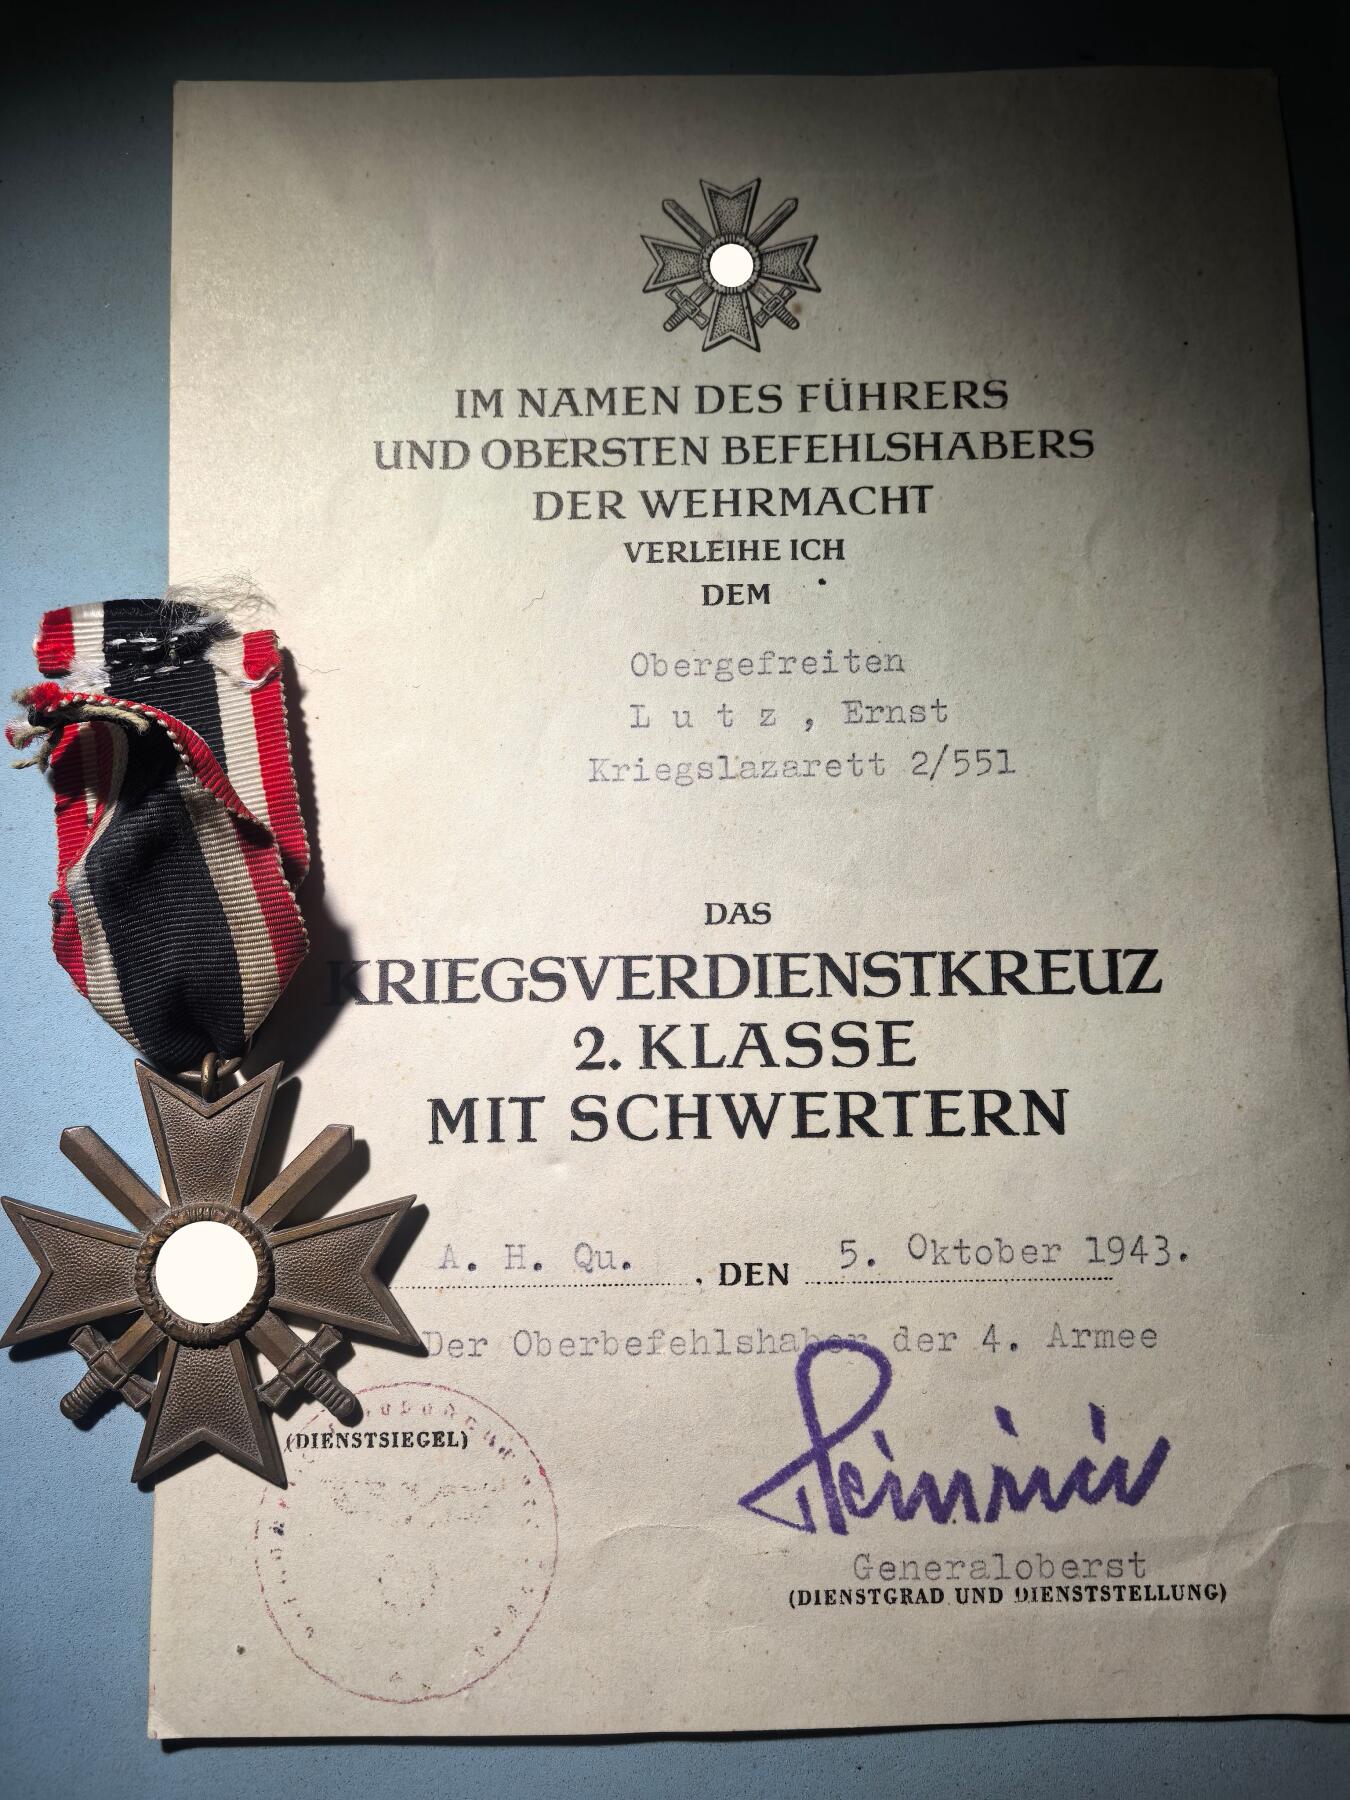 IM NAMEN DES FÜHRERS
UND OBERSTEN BEFEHLSHABERS
DER WEHRMACHT
VERLEIHE ICH
DEM
Obergefreiten
L u t z , Ernst
Kriegslazarett 2/551
DAS
KRIEGSVERDIENSTKREUZ
2. KLASSE
MIT SCHWERTERN
A. H. Qu. , DEN 5. Oktober 1943.
Der Oberbefehlshaber der 4. Armee
(DIENSTSIEGEL)
Heinrici
Generaloberst
(DIENSTGRAD UND DIENSTSTELLUNG)